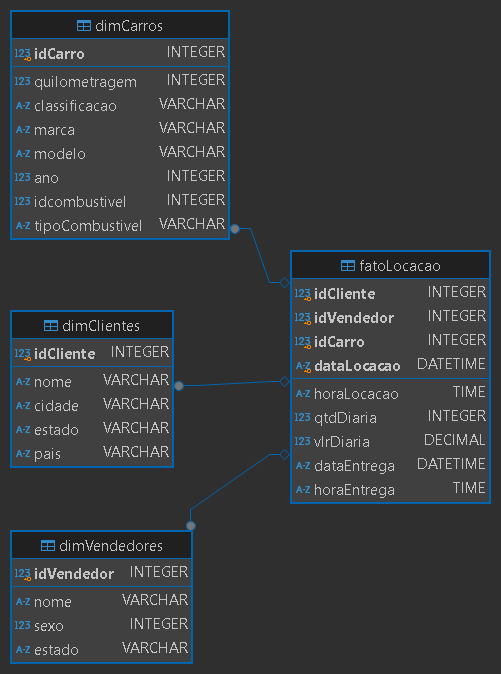 dimCarros
123 idCarro INTEGER
123 quilometragem INTEGER
A-Z classificacao VARCHAR
A-Z marca VARCHAR
A-Z modelo VARCHAR
123 ano INTEGER
123 idcombustivel INTEGER
A-Z tipoCombustivel VARCHAR
fatoLocacao
123 idCliente INTEGER
123 idVendedor INTEGER
123 idCarro INTEGER
A-Z dataLocacao DATETIME
A-Z horaLocacao TIME
123 qtdDiaria INTEGER
123 vlrDiaria DECIMAL
A-Z dataEntrega DATETIME
A-Z horaEntrega TIME
dimClientes
123 idCliente INTEGER
A-Z nome VARCHAR
A-Z cidade VARCHAR
A-Z estado VARCHAR
A-Z pais VARCHAR
dimVendedores
123 idVendedor INTEGER
A-Z nome VARCHAR
123 sexo INTEGER
A-Z estado VARCHAR